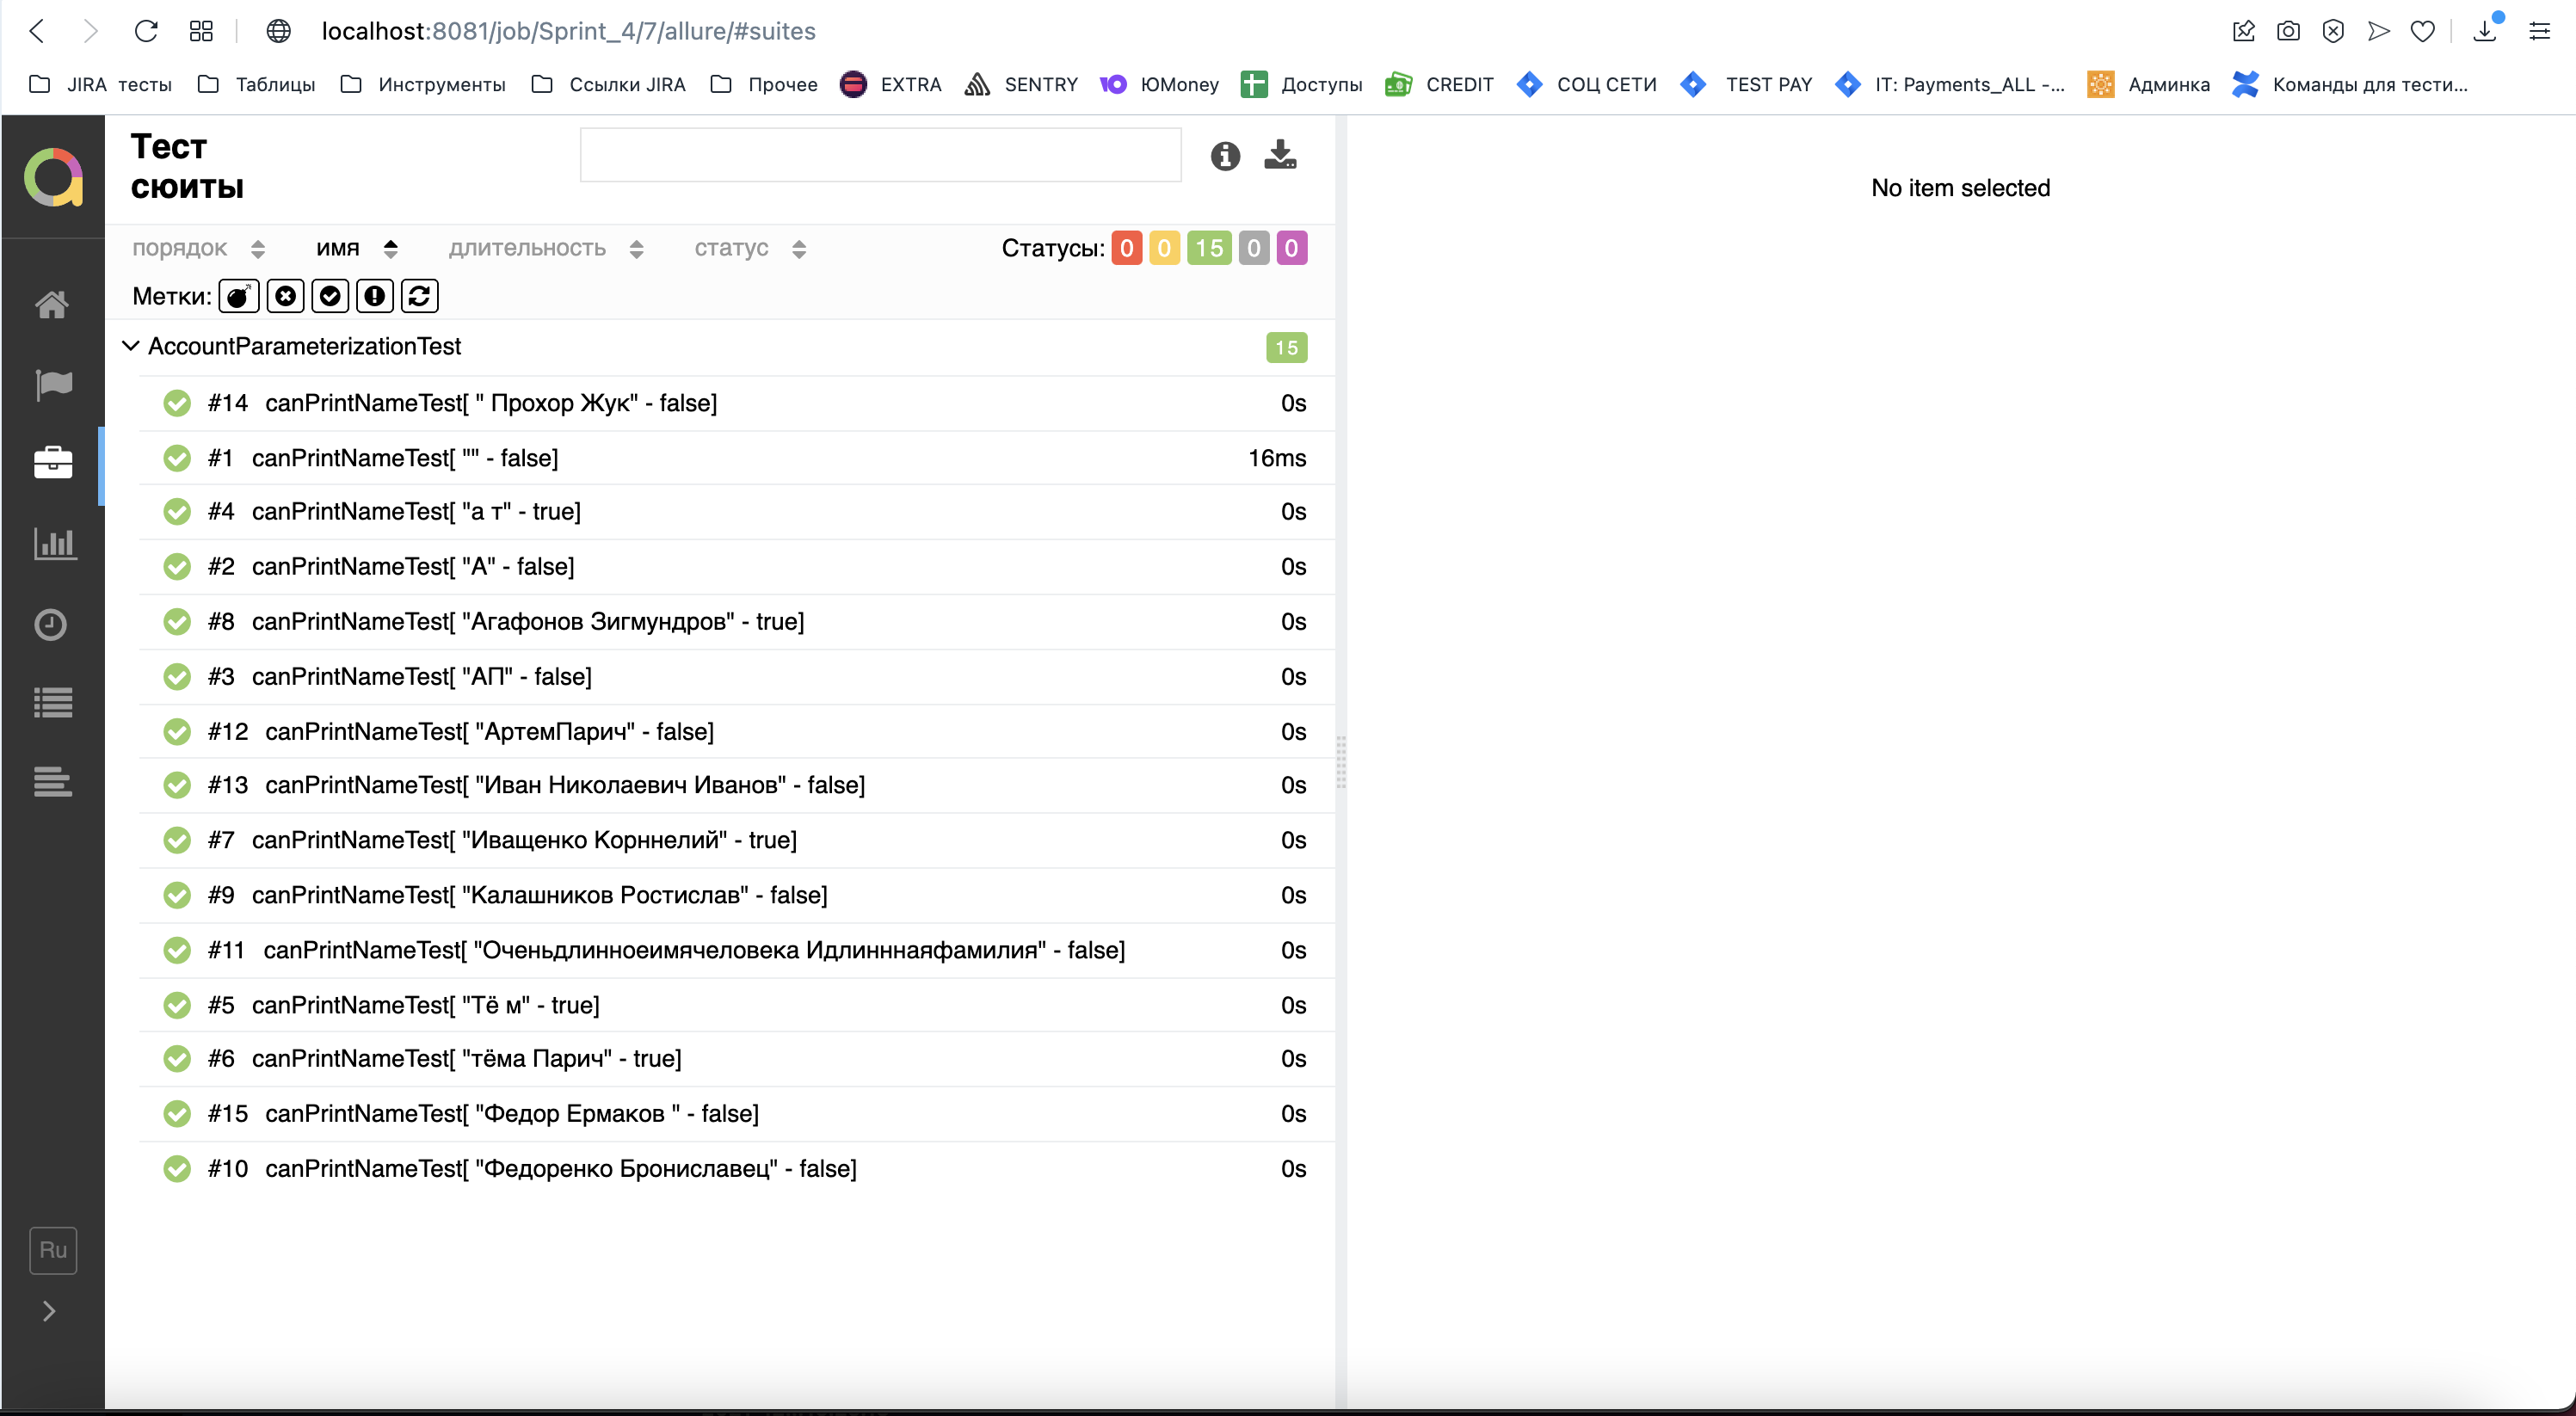 localhost:8081/job/Sprint_4/7/allure/#suites
JIRA тесты Таблицы Инструменты Ссылки JIRA Прочее EXTRA SENTRY ЮMoney Доступы CREDIT СОЦ СЕТИ TEST PAY IT: Payments_ALL -... Админка Команды для тести...
Тест
сюиты
No item selected
порядок имя длительность статус Статусы: 0 0 15 0 0
Метки:
AccountParameterizationTest 15
#14 canPrintNameTest[ " Прохор Жук" - false] 0s
#1 canPrintNameTest[ "" - false] 16ms
#4 canPrintNameTest[ "а т" - true] 0s
#2 canPrintNameTest[ "А" - false] 0s
#8 canPrintNameTest[ "Агафонов Зигмундров" - true] 0s
#3 canPrintNameTest[ "АП" - false] 0s
#12 canPrintNameTest[ "АртемПарич" - false] 0s
#13 canPrintNameTest[ "Иван Николаевич Иванов" - false] 0s
#7 canPrintNameTest[ "Иващенко Корннелий" - true] 0s
#9 canPrintNameTest[ "Калашников Ростислав" - false] 0s
#11 canPrintNameTest[ "Оченьдлинноеимячеловека Идлинннаяфамилия" - false] 0s
#5 canPrintNameTest[ "Тё м" - true] 0s
#6 canPrintNameTest[ "тёма Парич" - true] 0s
#15 canPrintNameTest[ "Федор Ермаков " - false] 0s
#10 canPrintNameTest[ "Федоренко Брониславец" - false] 0s
Ru